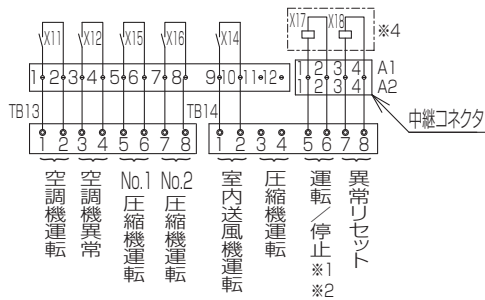 X11 X12 X15 X16 X14 X17 X18 ※4
1 2 3 4 5 6 7 8 9 10 11 12
1 2 3 4 A1
1 2 3 4 A2
中継コネクタ
TB13 TB14
1 2 3 4 5 6 7 8 1 2 3 4 5 6 7 8
空調機運転
空調機異常
No.1圧縮機運転
No.2圧縮機運転
室内送風機運転
圧縮機運転
運転／停止※1
※2
異常リセット